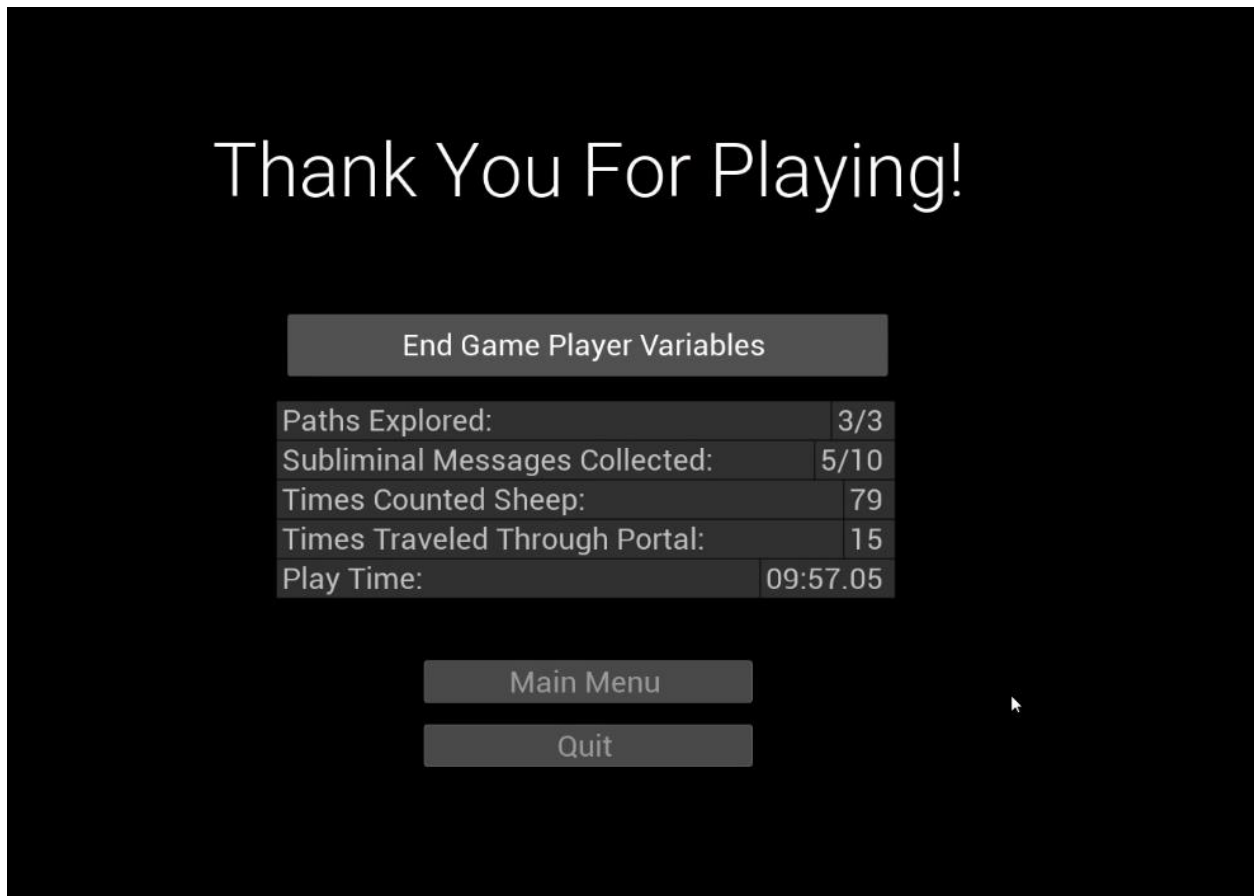 Thank You For Playing!
End Game Player Variables
Paths Explored: 3/3
Subliminal Messages Collected: 5/10
Times Counted Sheep: 79
Times Traveled Through Portal: 15
Play Time: 09:57.05
Main Menu
Quit